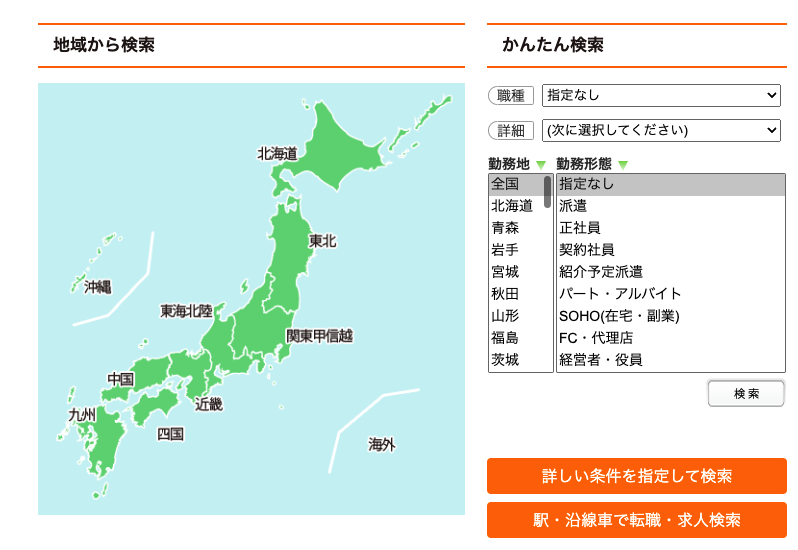 地域から検索
北海道
東北
沖縄
東海北陸
関東甲信越
中国
近畿
九州
四国
海外
かんたん検索
職種 指定なし
詳細 (次に選択してください)
勤務地 勤務形態
全国 指定なし
北海道 派遣
青森 正社員
岩手 契約社員
宮城 紹介予定派遣
秋田 パート・アルバイト
山形 SOHO(在宅・副業)
福島 FC・代理店
茨城 経営者・役員
検索
詳しい条件を指定して検索
駅・沿線車で転職・求人検索